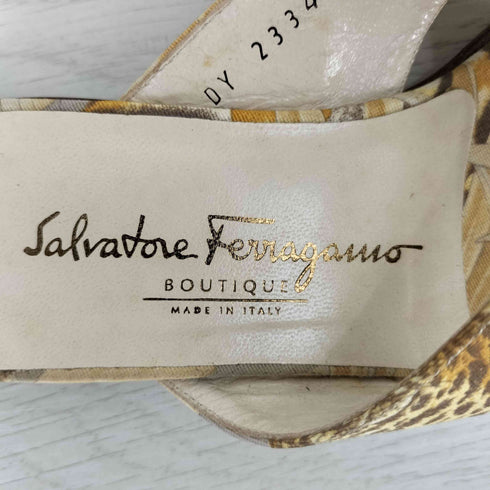 DY 2334
Salvatore Ferragamo
BOUTIQUE
MADE IN ITALY